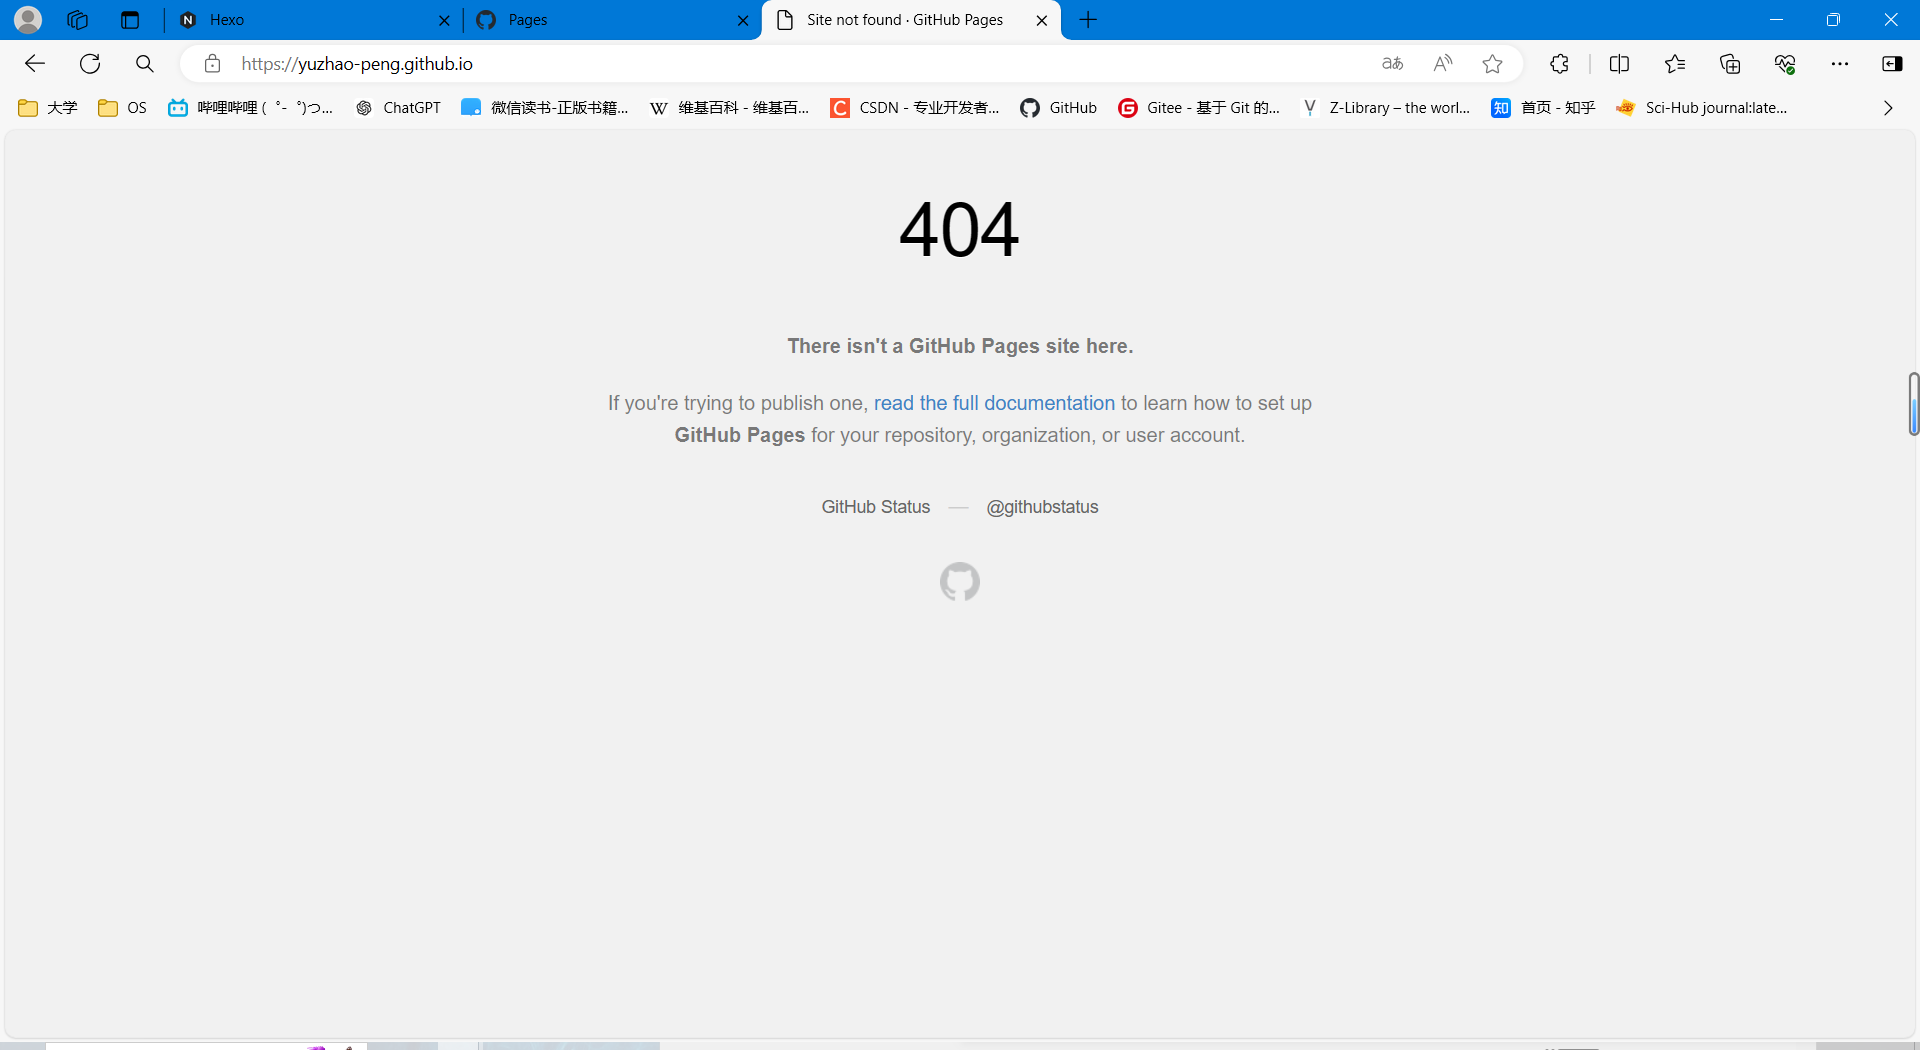 Hexo
Pages
Site not found · GitHub Pages
https://yuzhao-peng.github.io
大学
OS
哔哩哔哩 (゜-゜)つ...
ChatGPT
微信读书-正版书籍...
W 维基百科 - 维基百...
C CSDN - 专业开发者...
GitHub
G Gitee - 基于 Git 的...
Y Z-Library – the worl...
知 首页 - 知乎
Sci-Hub journal:late...
404
There isn't a GitHub Pages site here.
If you're trying to publish one, read the full documentation to learn how to set up
GitHub Pages for your repository, organization, or user account.
GitHub Status — @githubstatus